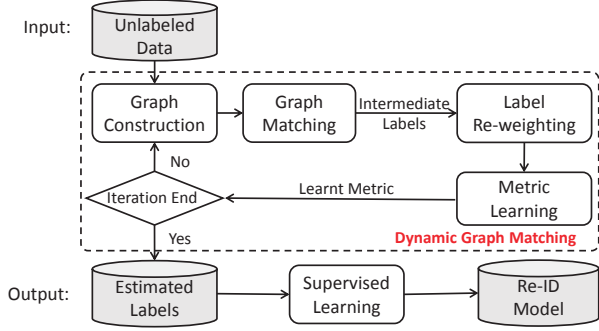 Input:
Unlabeled
Data
Graph
Construction
Graph
Matching
Intermediate
Labels
Label
Re-weighting
No
Iteration End
Learnt Metric
Metric
Learning
Yes
Dynamic Graph Matching
Output:
Estimated
Labels
Supervised
Learning
Re-ID
Model